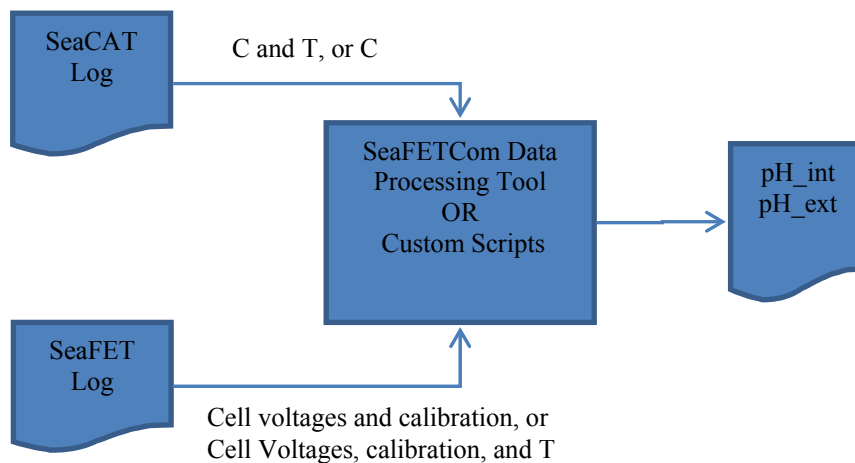 SeaCAT
Log
C and T, or C
SeaFETCom Data
Processing Tool
OR
Custom Scripts
pH_int
pH_ext
SeaFET
Log
Cell voltages and calibration, or
Cell Voltages, calibration, and T